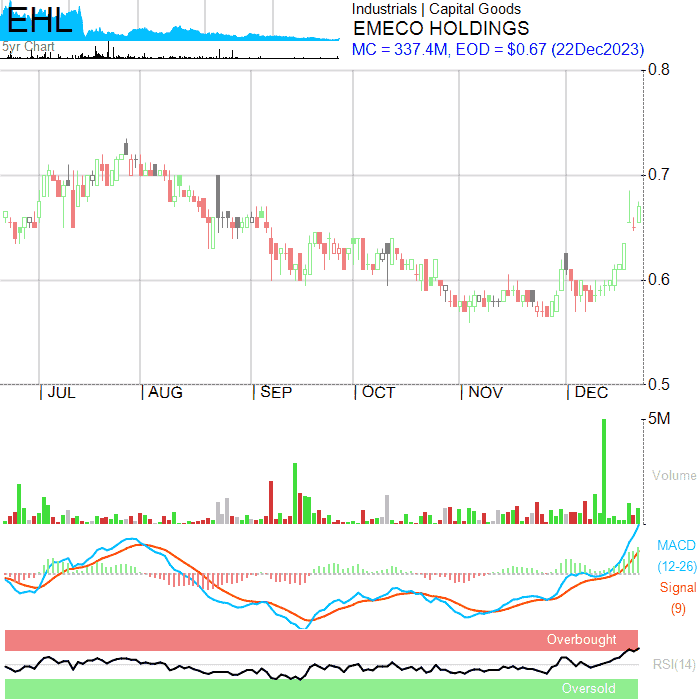 EHL
5yr Chart
Industrials | Capital Goods
EMECO HOLDINGS
MC = 337.4M, EOD = $0.67 (22Dec2023)
0.8
0.7
0.6
0.5
| JUL | AUG | SEP | OCT | NOV | DEC
5M
Volume
MACD
(12-26)
Signal
(9)
Overbought
RSI(14)
Oversold